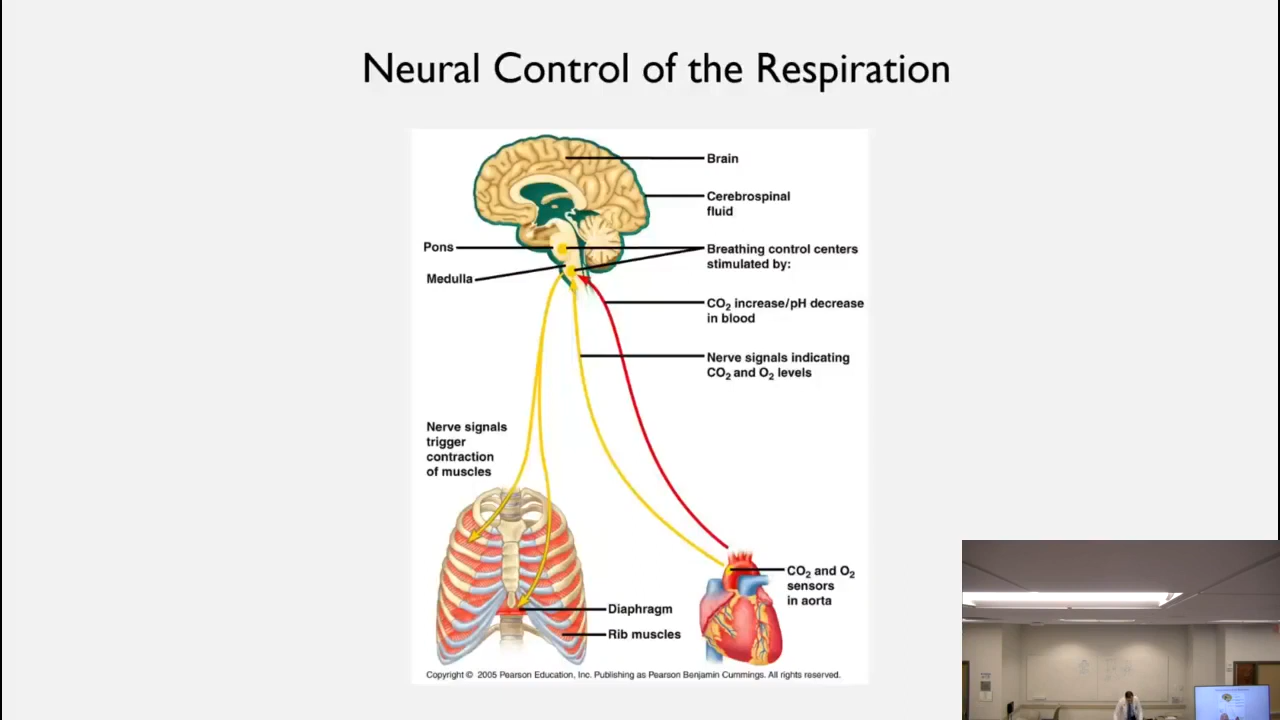 Neural Control of the Respiration
Brain
Cerebrospinal
fluid
Pons
Breathing control centers
stimulated by:
Medulla
CO₂ increase/pH decrease
in blood
Nerve signals indicating
CO₂ and O₂ levels
Nerve signals
trigger
contraction
of muscles
CO₂ and O₂
sensors
in aorta
Diaphragm
Rib muscles
Copyright © 2005 Pearson Education, Inc. Publishing as Pearson Benjamin Cummings. All rights reserved.